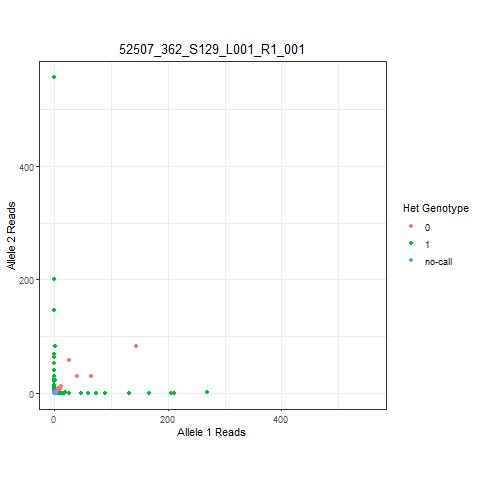 52507_362_S129_L001_R1_001
Allele 2 Reads
400
200
0
0
200
400
Allele 1 Reads
Het Genotype
0
1
no-call